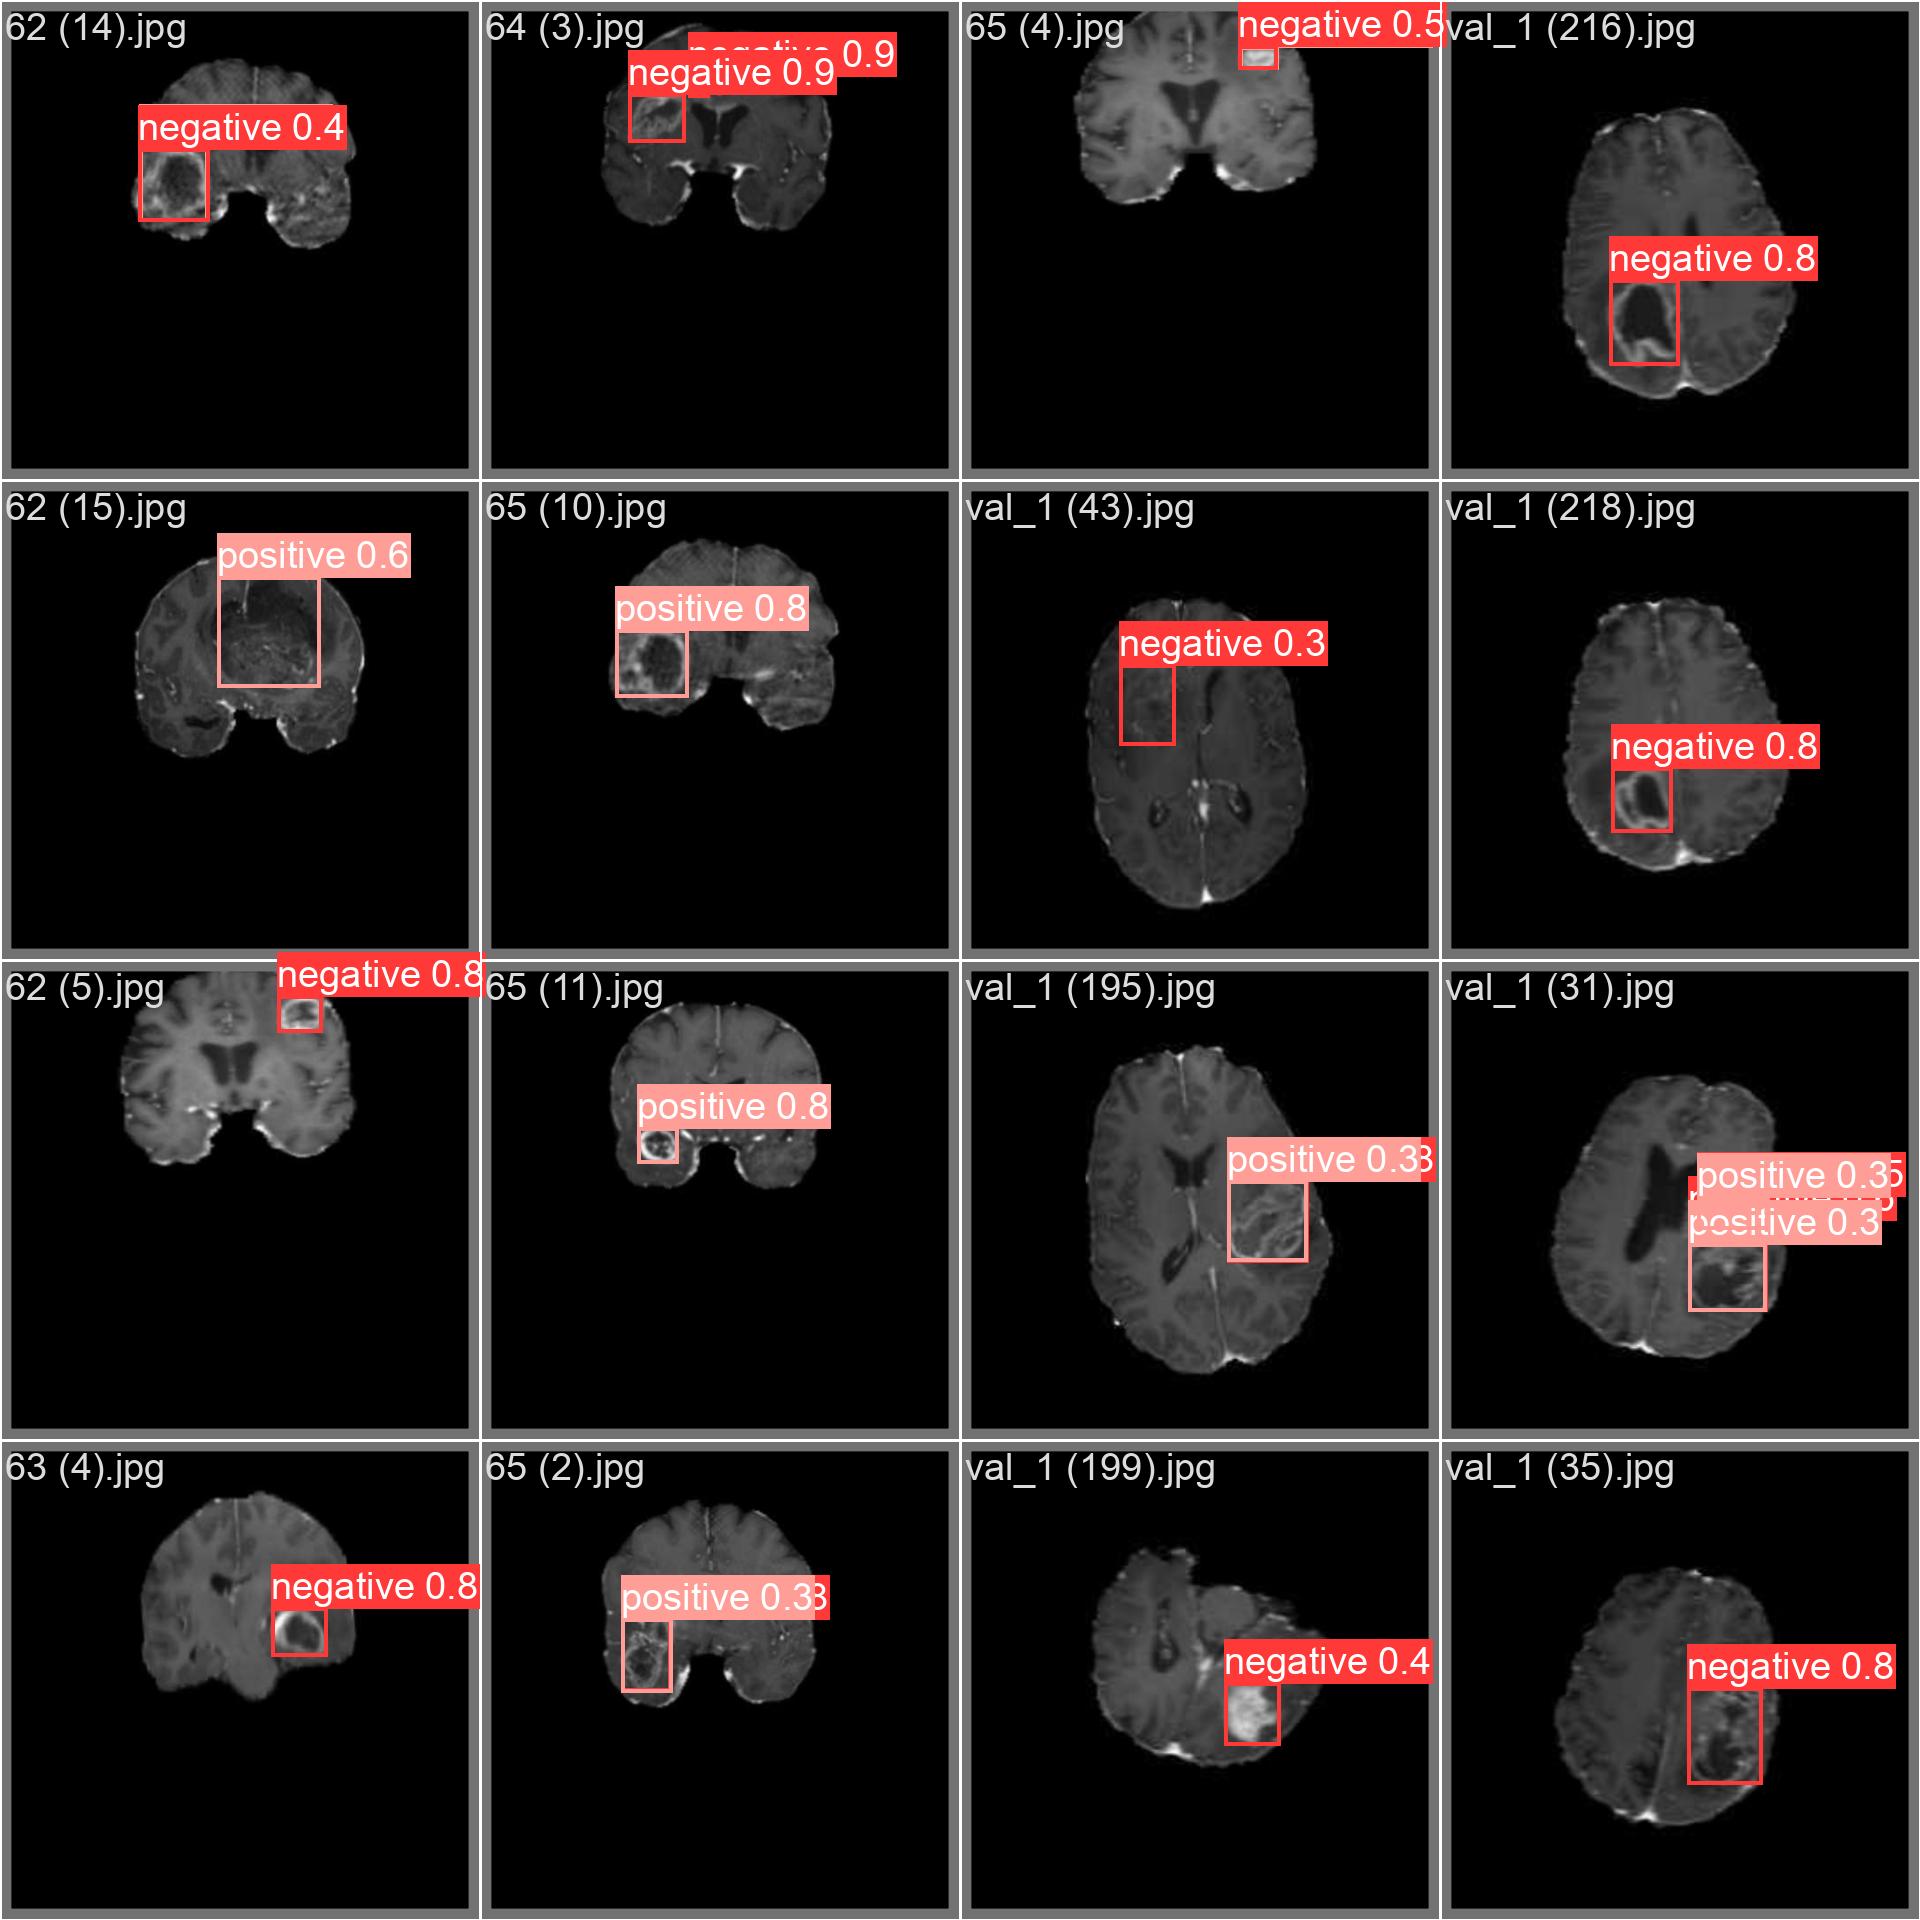 62 (14).jpg
negative 0.4
64 (3).jpg
0.9
negative 0.9
65 (4).jpg
negative 0.5
val_1 (216).jpg
negative 0.8
62 (15).jpg
positive 0.6
65 (10).jpg
positive 0.8
val_1 (43).jpg
negative 0.3
val_1 (218).jpg
negative 0.8
62 (5).jpg
negative 0.8
65 (11).jpg
positive 0.8
val_1 (195).jpg
positive 0.3
val_1 (31).jpg
positive 0.3
positive 0.3
63 (4).jpg
negative 0.8
65 (2).jpg
positive 0.3
val_1 (199).jpg
negative 0.4
val_1 (35).jpg
negative 0.8